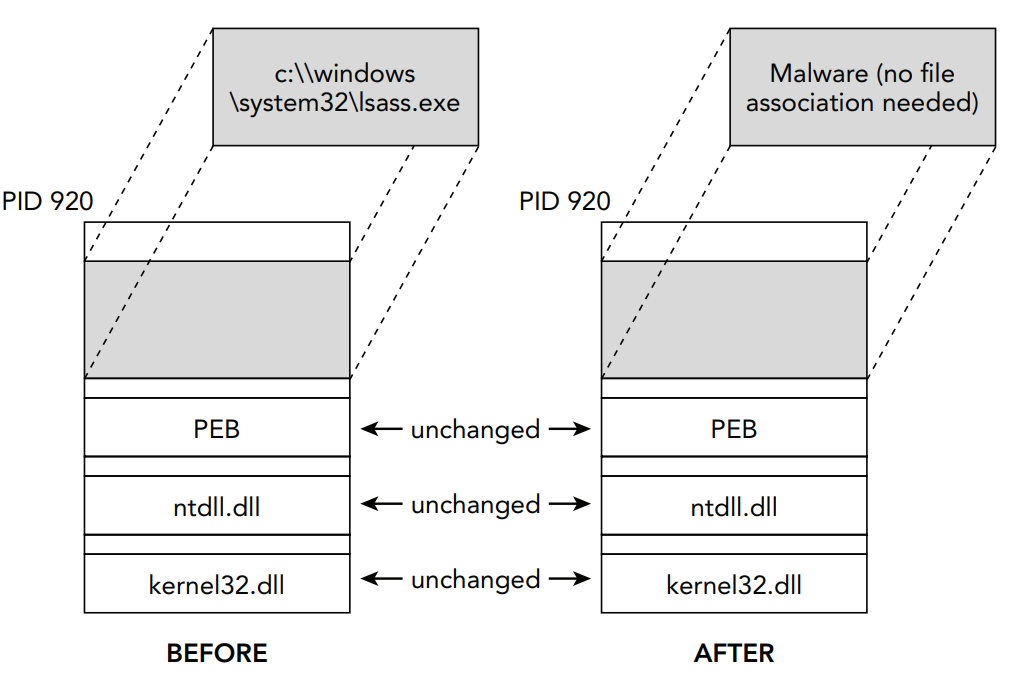 c:\\windows
\system32\lsass.exe
Malware (no file
association needed)
PID 920
PID 920
PEB
unchanged
PEB
ntdll.dll
unchanged
ntdll.dll
kernel32.dll
unchanged
kernel32.dll
BEFORE
AFTER